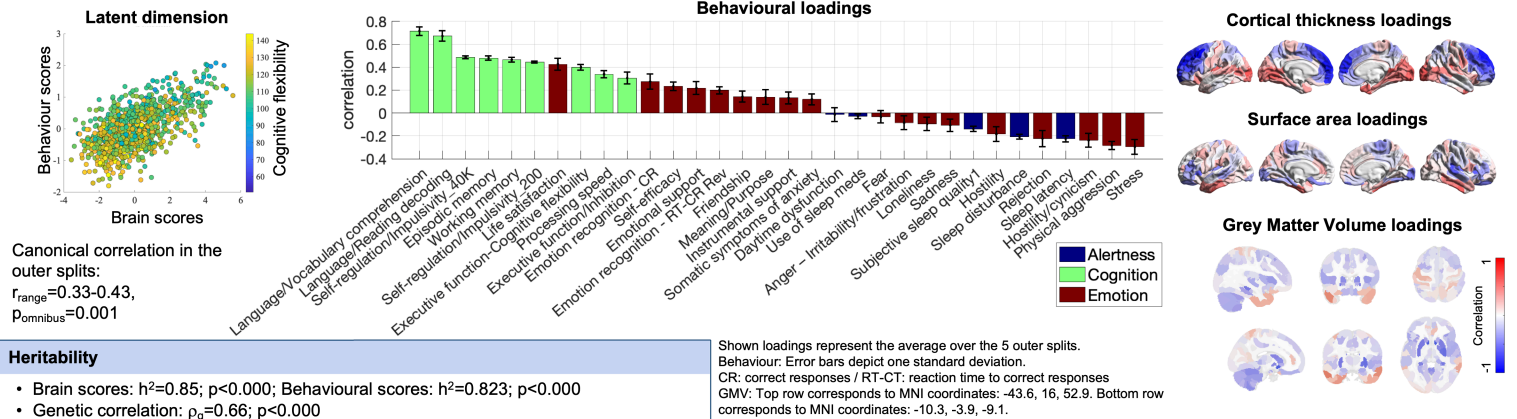 Latent dimension
3
2
1
0
-1
-2
-4
-2
0
2
4
6
Behaviour scores
Brain scores
140
130
120
110
100
90
80
70
60
Cognitive flexibility
Canonical correlation in the
outer splits:
rrange=0.33-0.43,
pomnibus=0.001
Behavioural loadings
0.8
0.6
0.4
0.2
0
-0.2
-0.4
correlation
Language/Vocabulary comprehension
Language/Reading decoding
Self-regulation/Impulsivity_40K
Episodic memory
Working memory
Self-regulation/Impulsivity_200
Life satisfaction
Executive function-Cognitive flexibility
Processing speed
Executive function/Inhibition
Emotion recognition - CR
Self-efficacy
Emotional support
Emotion recognition - RT-CR Rev
Friendship
Meaning/Purpose
Instrumental support
Somatic symptoms of anxiety
Daytime dysfunction
Use of sleep meds
Fear
Anger – Irritability/frustration
Loneliness
Sadness
Subjective sleep quality1
Hostility
Sleep disturbance
Rejection
Sleep latency
Hostility/cynicism
Physical aggression
Stress
Alertness
Cognition
Emotion
Cortical thickness loadings
Surface area loadings
Grey Matter Volume loadings
1
Correlation
-1
Heritability
• Brain scores: h²=0.85; p<0.000; Behavioural scores: h²=0.823; p<0.000
• Genetic correlation: ρg=0.66; p<0.000
Shown loadings represent the average over the 5 outer splits.
Behaviour: Error bars depict one standard deviation.
CR: correct responses / RT-CT: reaction time to correct responses
GMV: Top row corresponds to MNI coordinates: -43.6, 16, 52.9. Bottom row
corresponds to MNI coordinates: -10.3, -3.9, -9.1.